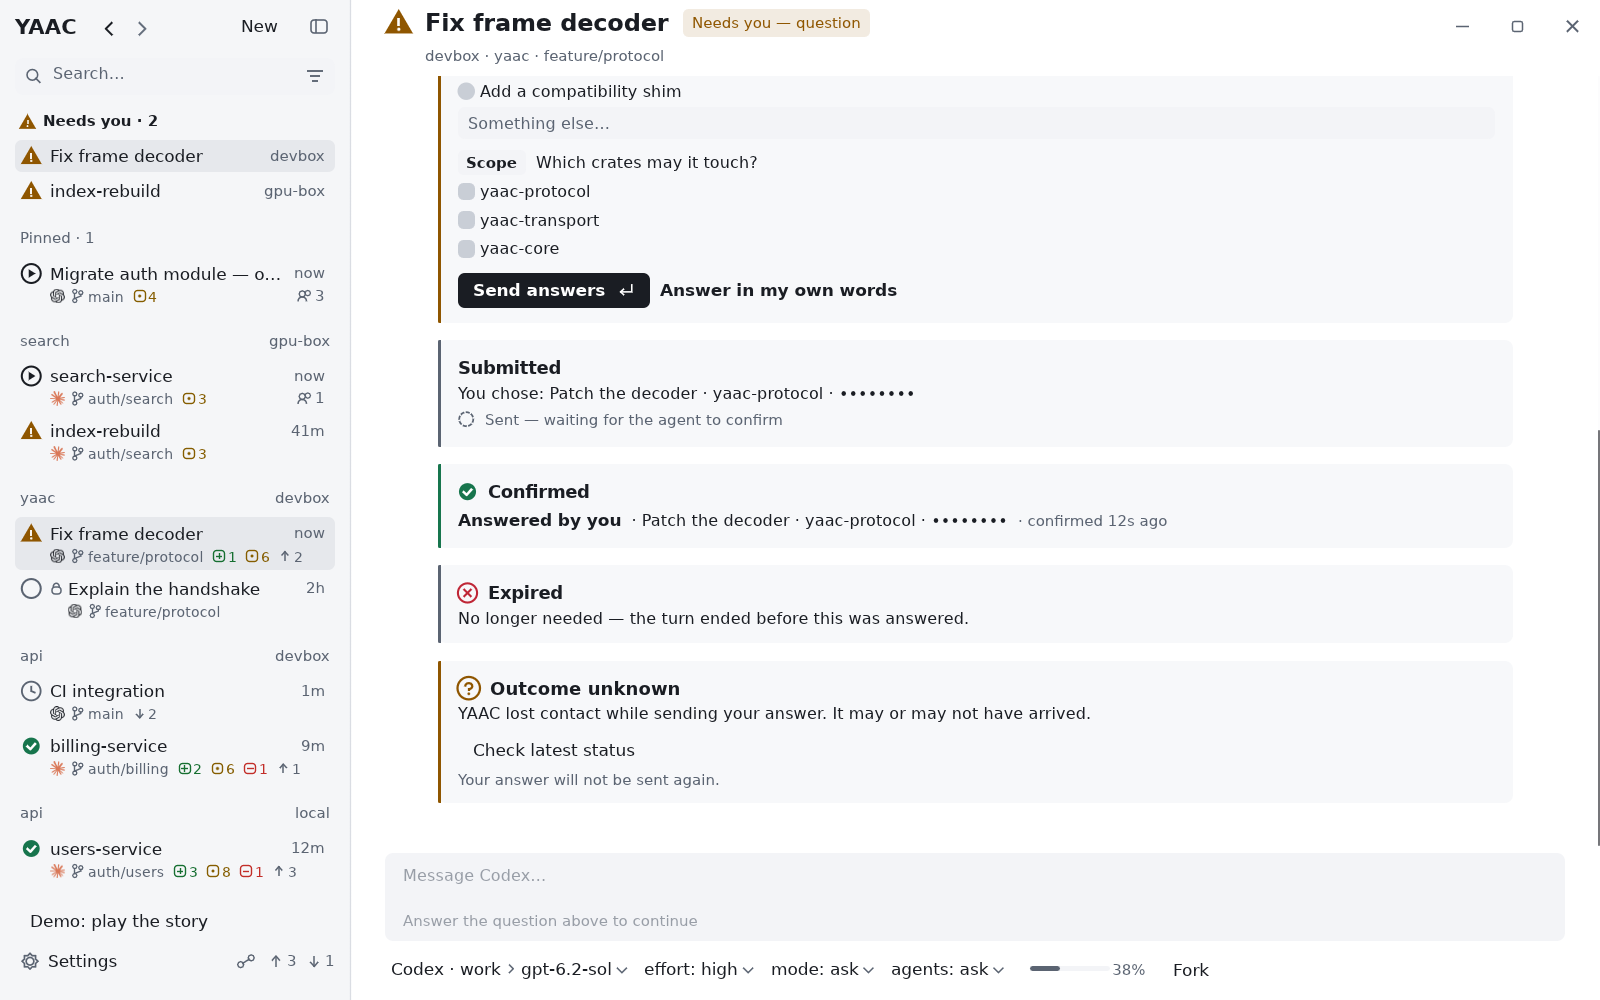 YAAC
New
Search…
Needs you · 2
Fix frame decoder devbox
index-rebuild gpu-box
Pinned · 1
Migrate auth module — o… now
main 4 3
search gpu-box
search-service now
auth/search 3 1
index-rebuild 41m
auth/search 3
yaac devbox
Fix frame decoder now
feature/protocol 1 6 2
Explain the handshake 2h
feature/protocol
api devbox
CI integration 1m
main 2
billing-service 9m
auth/billing 2 6 1 1
api local
users-service 12m
auth/users 3 8 1 3
Demo: play the story
Settings 3 1
Fix frame decoder Needs you — question
devbox · yaac · feature/protocol
Add a compatibility shim
Something else…
Scope Which crates may it touch?
yaac-protocol
yaac-transport
yaac-core
Send answers Answer in my own words
Submitted
You chose: Patch the decoder · yaac-protocol · ••••••••
Sent — waiting for the agent to confirm
Confirmed
Answered by you · Patch the decoder · yaac-protocol · •••••••• · confirmed 12s ago
Expired
No longer needed — the turn ended before this was answered.
Outcome unknown
YAAC lost contact while sending your answer. It may or may not have arrived.
Check latest status
Your answer will not be sent again.
Message Codex…
Answer the question above to continue
Codex · work gpt-6.2-sol effort: high mode: ask agents: ask 38% Fork